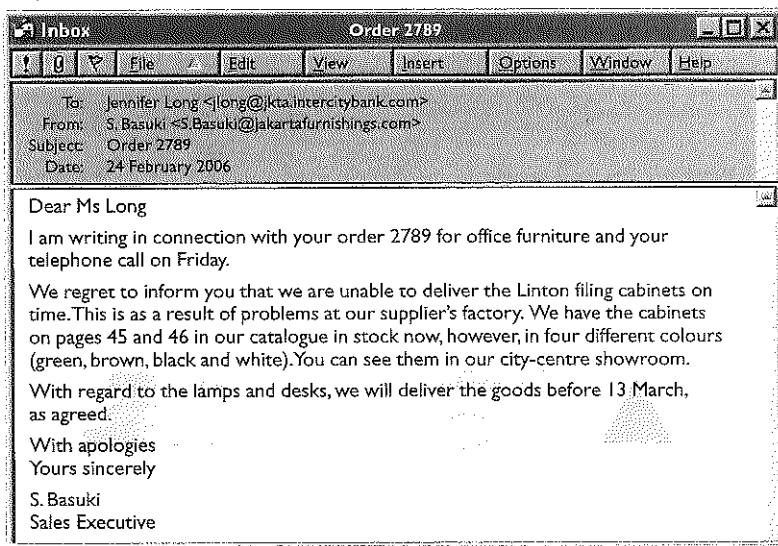 Inbox Order 2789
! File Edit View Insert Options Window Help
To: Jennifer Long <jlong@jkta.intercitybank.com>
From: S. Basuki <S.Basuki@jakartafurnishings.com>
Subject: Order 2789
Date: 24 February 2006
Dear Ms Long
I am writing in connection with your order 2789 for office furniture and your
telephone call on Friday.
We regret to inform you that we are unable to deliver the Linton filing cabinets on
time. This is as a result of problems at our supplier's factory. We have the cabinets
on pages 45 and 46 in our catalogue in stock now, however, in four different colours
(green, brown, black and white). You can see them in our city-centre showroom.
With regard to the lamps and desks, we will deliver the goods before 13 March,
as agreed.
With apologies
Yours sincerely
S. Basuki
Sales Executive